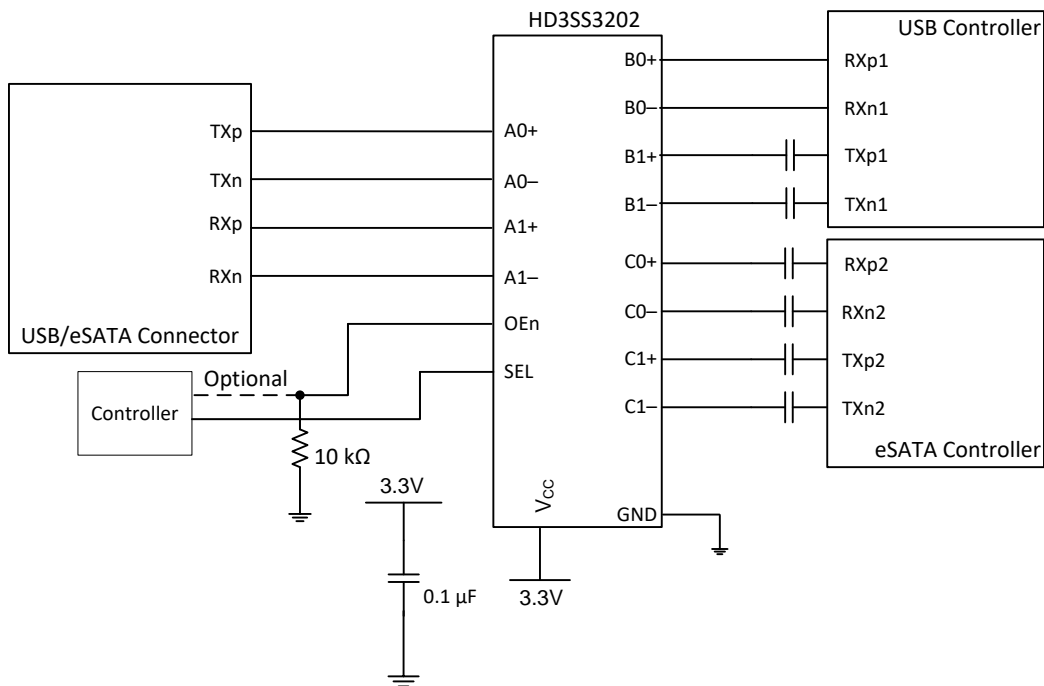 HD3SS3202
USB Controller
B0+
RXp1
B0–
RXn1
TXp
A0+
B1+
TXp1
TXn
A0–
B1–
TXn1
RXp
A1+
C0+
RXp2
RXn
A1–
C0–
RXn2
USB/eSATA Connector
OEn
C1+
TXp2
Optional
SEL
C1–
TXn2
Controller
eSATA Controller
10 kΩ
3.3V
VCC
GND
0.1 µF
3.3V